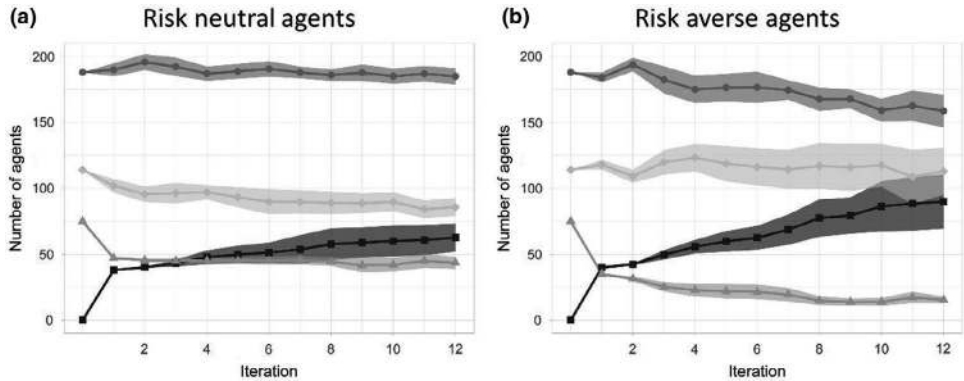 (a) Risk neutral agents
200
150
100
50
0
Number of agents
2 4 6 8 10 12
Iteration
(b) Risk averse agents
200
150
100
50
0
Number of agents
2 4 6 8 10 12
Iteration